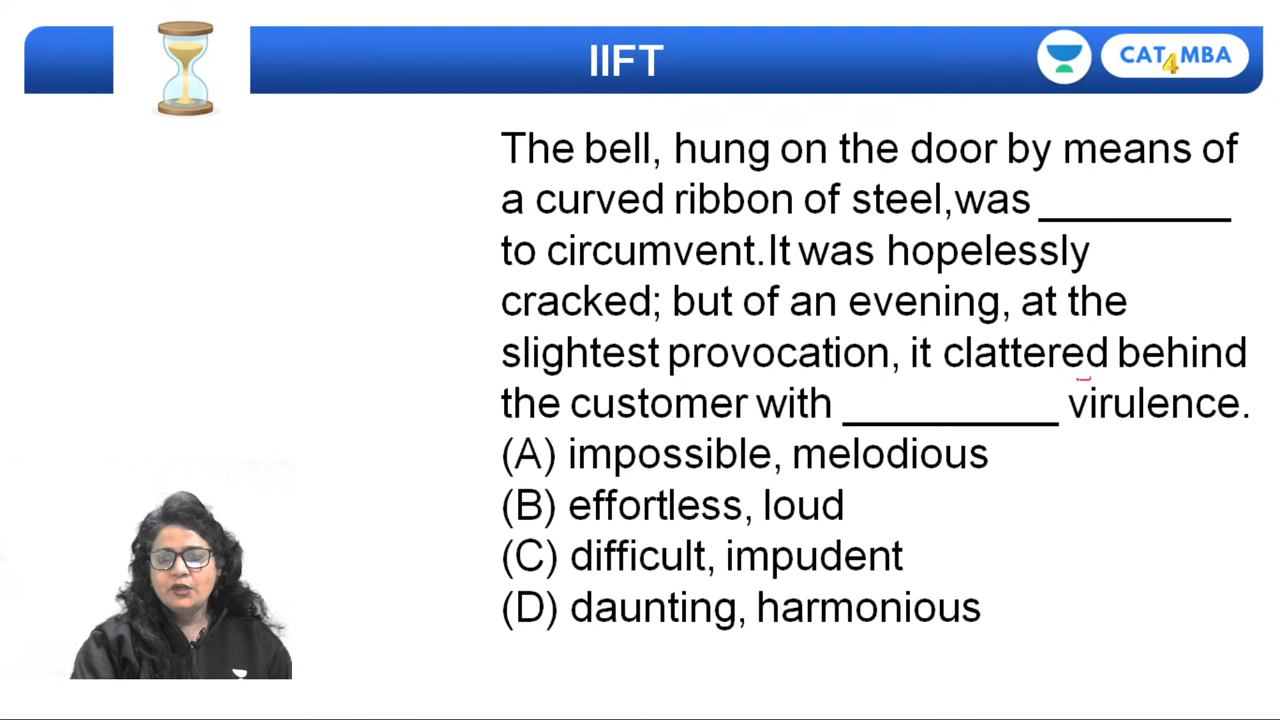 IIFT
CAT4MBA
The bell, hung on the door by means of
a curved ribbon of steel,was ________
to circumvent.It was hopelessly
cracked; but of an evening, at the
slightest provocation, it clattered behind
the customer with _________ virulence.
(A) impossible, melodious
(B) effortless, loud
(C) difficult, impudent
(D) daunting, harmonious